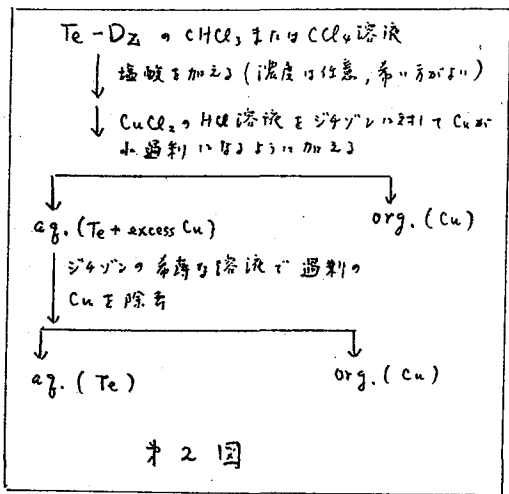 Te-Dz の CHCl3 または CCl4 溶液
塩酸を加える (濃度は任意, 希い方がよい)
CuCl2 の HCl 溶液をジチゾンに対して Cu が
小過剰になるように加える
aq. (Te + excess Cu)
org. (Cu)
ジチゾンの希薄な溶液で過剰の
Cu を除去
aq. (Te)
org. (Cu)
第 2 図